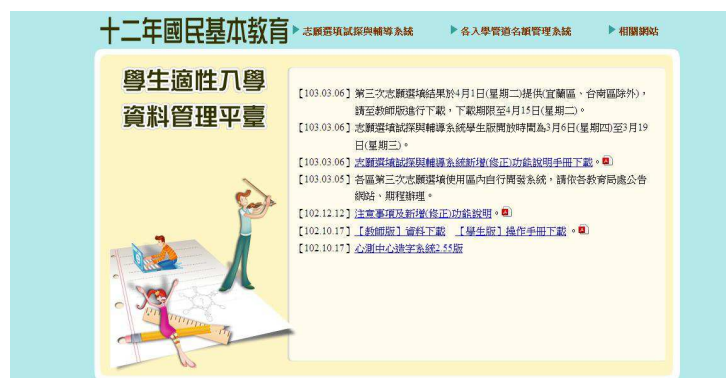 十二年國民基本教育
志願選填試探與輔導系統
各入學管道名額管理系統
相關網站
學生適性入學
資料管理平臺
[103.03.06] 第三次志願選填結果於4月1日(星期二)提供(宜蘭區、台南區除外)，
請至教師版進行下載，下載期限至4月15日(星期二)。
[103.03.06] 志願選填試探與輔導系統學生版開放時間為3月6日(星期四)至3月19
日(星期三)。
[103.03.06] 志願選填試探與輔導系統新增(修正)功能說明手冊下載。
[103.03.05] 各區第三次志願選填使用區內自行開發系統，請依各教育局處公告
網站、期程辦理。
[102.12.12] 注意事項及新增(修正)功能說明。
[102.10.17] 【教師版】資料下載 【學生版】操作手冊下載。
[102.10.17] 心測中心造字系統2.55版